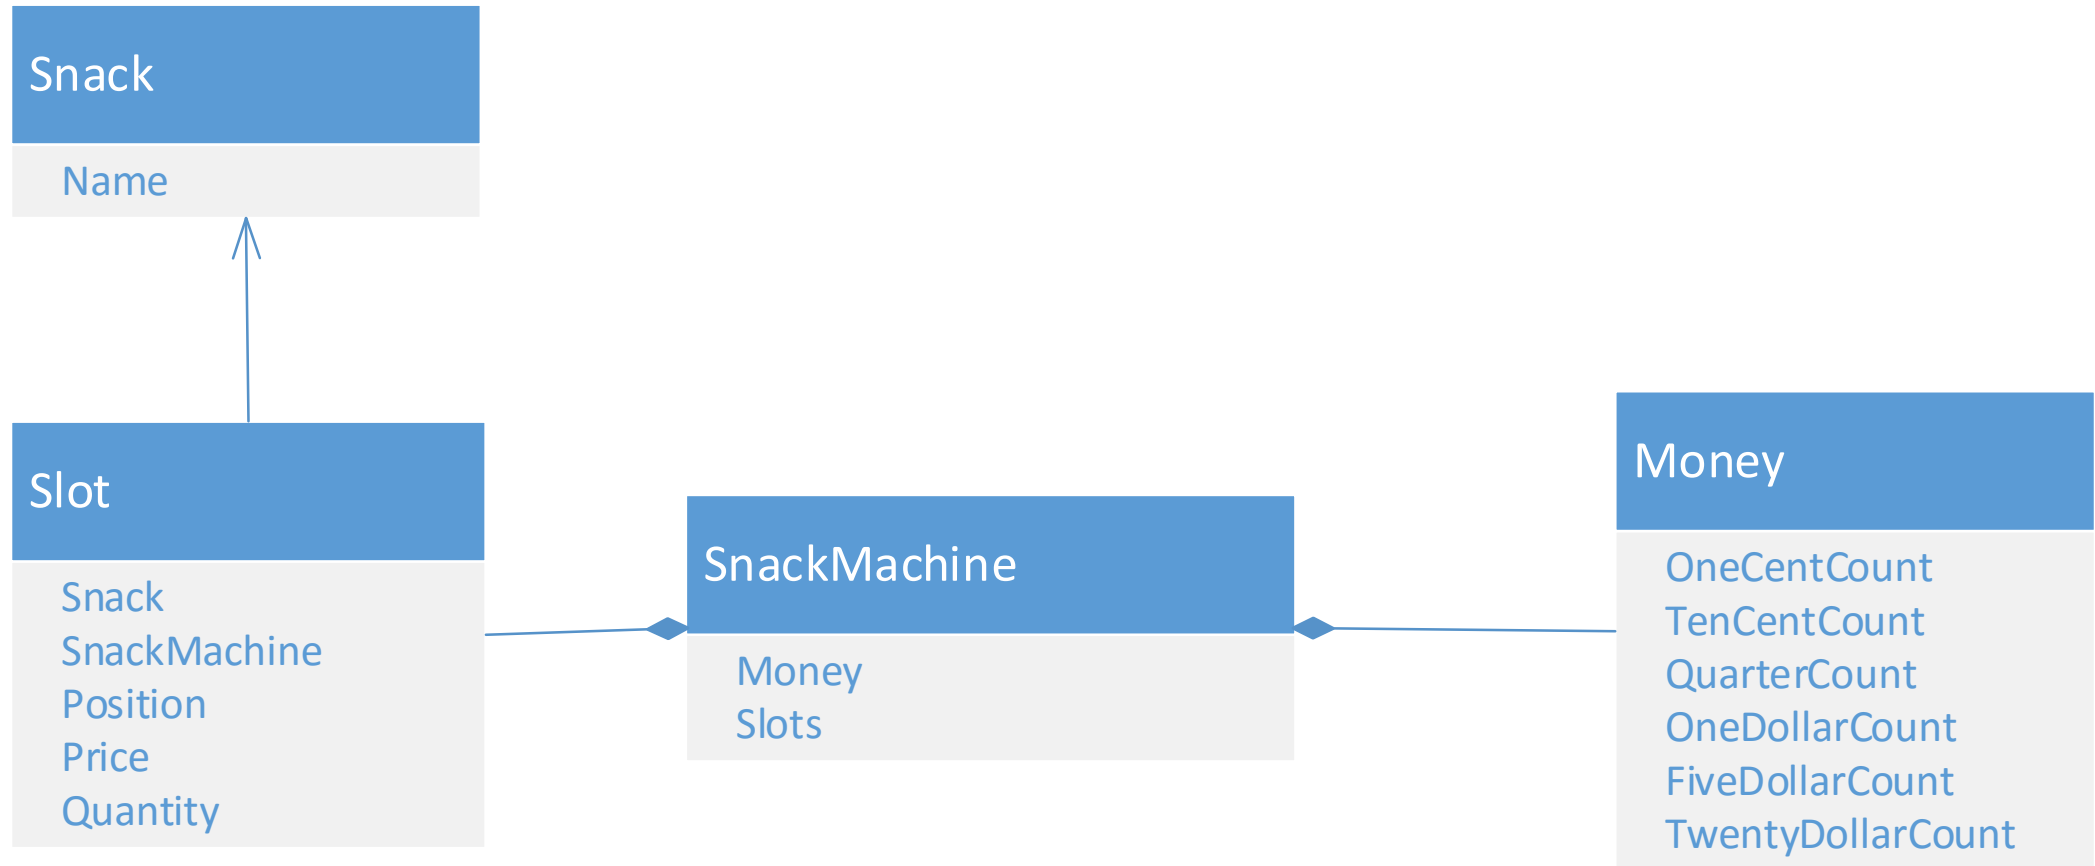 Snack
Name
Slot
Snack
SnackMachine
Position
Price
Quantity
SnackMachine
Money
Slots
Money
OneCentCount
TenCentCount
QuarterCount
OneDollarCount
FiveDollarCount
TwentyDollarCount